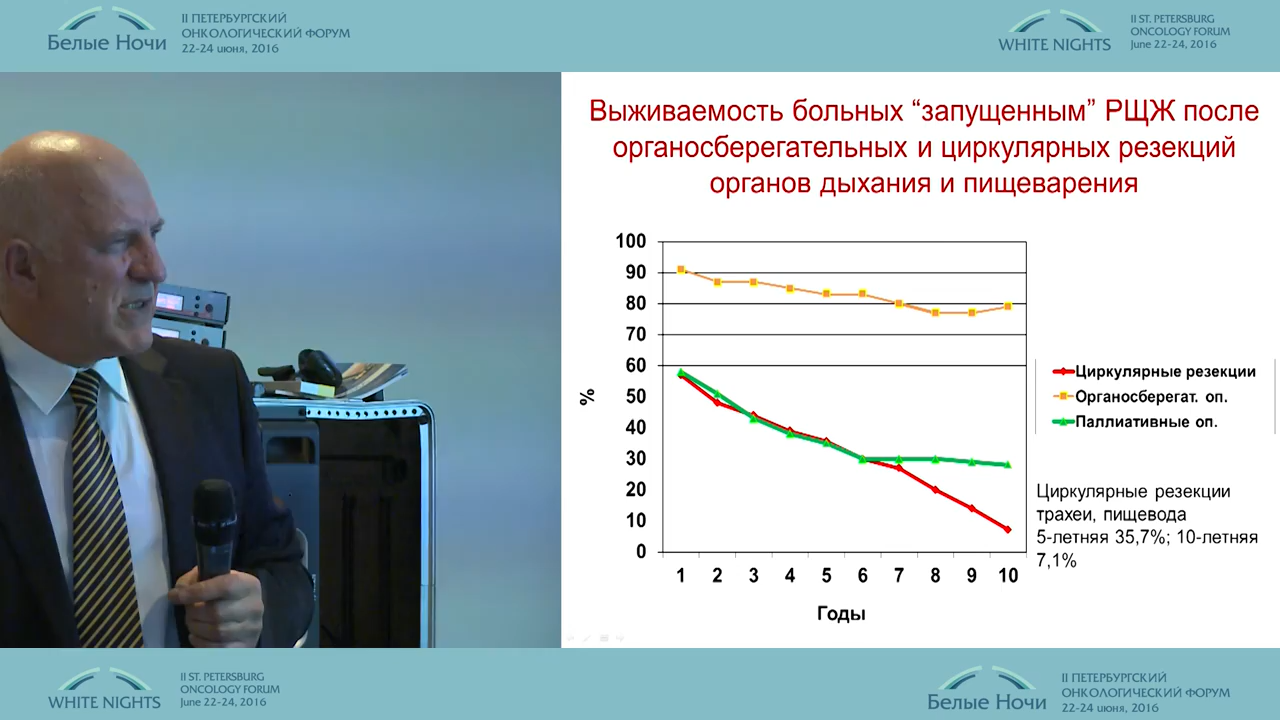 II ПЕТЕРБУРГСКИЙ
ОНКОЛОГИЧЕСКИЙ ФОРУМ
Белые Ночи
22-24 июня, 2016
II ST. PETERSBURG
ONCOLOGY FORUM
WHITE NIGHTS
June 22-24, 2016
Выживаемость больных “запущенным” РЩЖ после
органосберегательных и циркулярных резекций
органов дыхания и пищеварения
100
90
80
70
60
50
40
30
20
10
0
%
1 2 3 4 5 6 7 8 9 10
Годы
Циркулярные резекции
Органосберегат. оп.
Паллиативные оп.
Циркулярные резекции
трахеи, пищевода
5-летняя 35,7%; 10-летняя
7,1%
II ST. PETERSBURG
ONCOLOGY FORUM
WHITE NIGHTS
June 22-24, 2016
II ПЕТЕРБУРГСКИЙ
ОНКОЛОГИЧЕСКИЙ ФОРУМ
Белые Ночи
22-24 июня, 2016